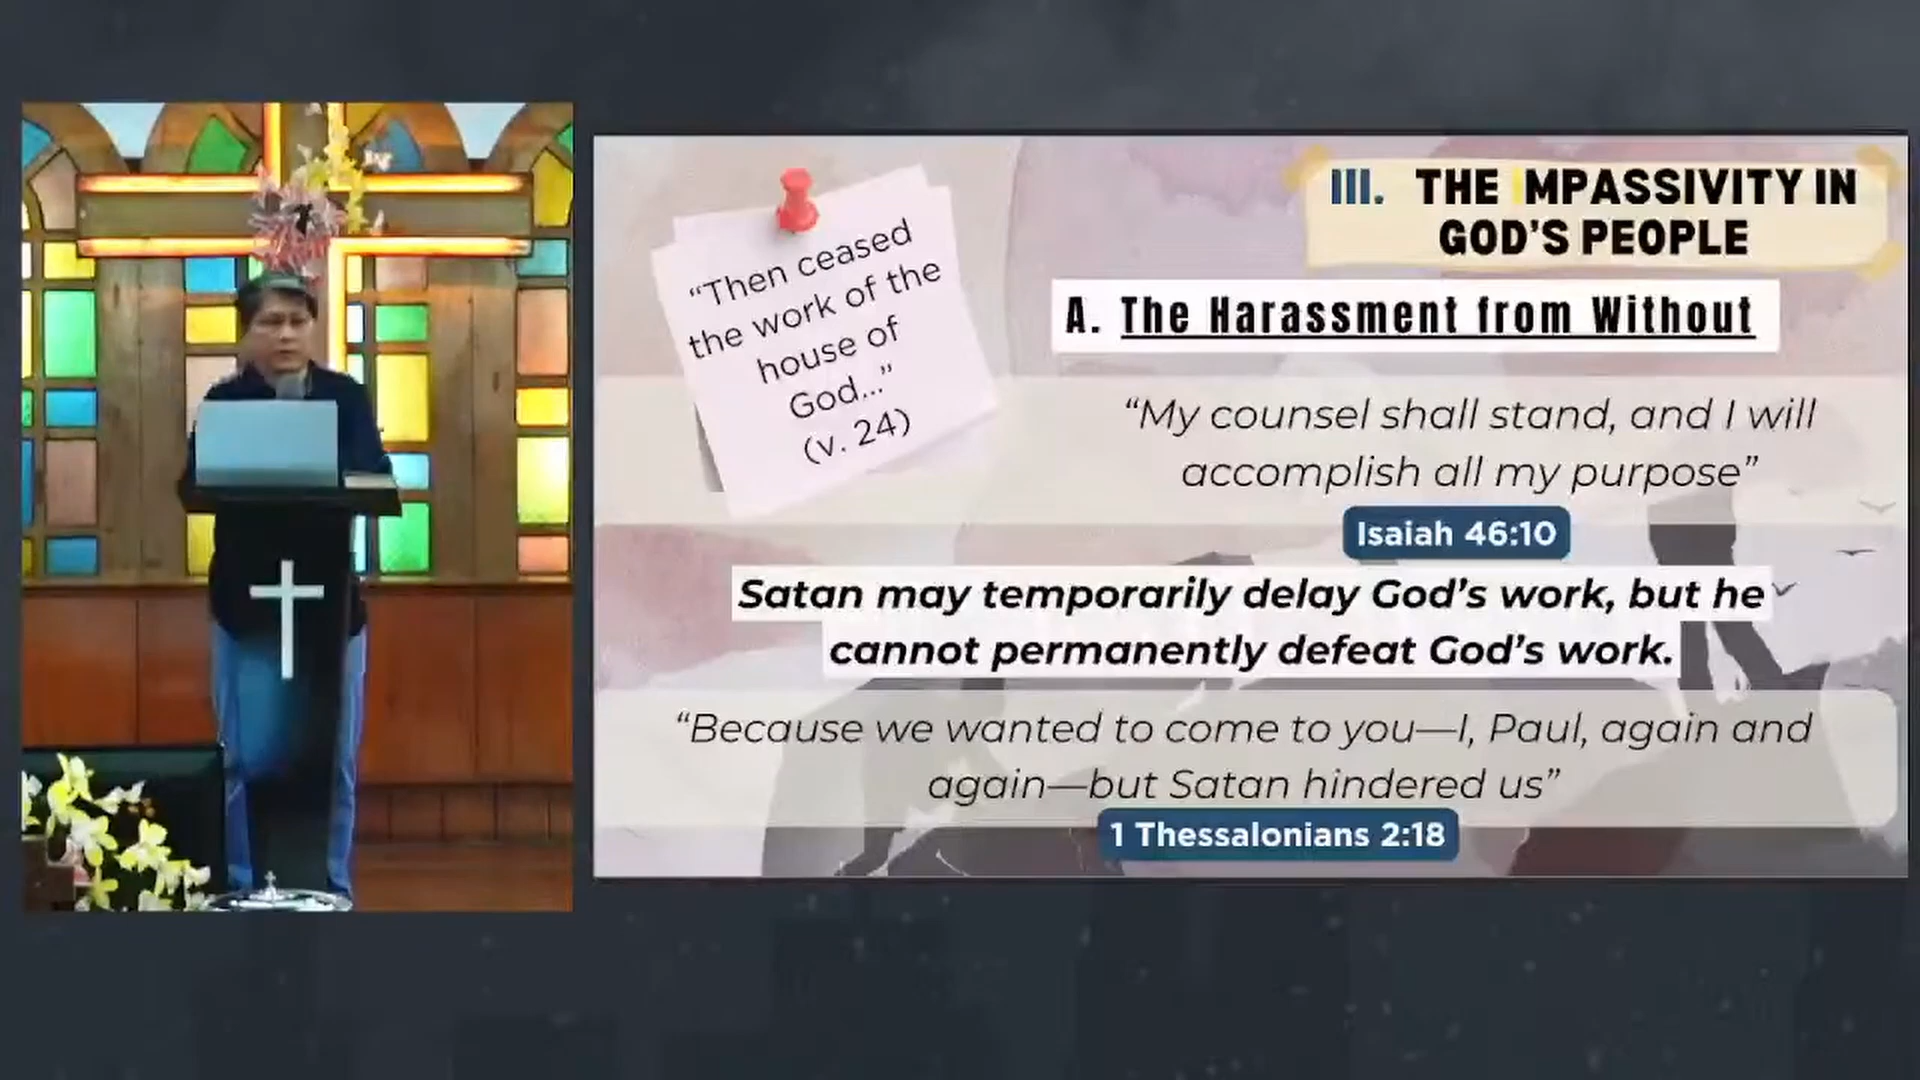 III. THE IMPASSIVITY IN
GOD'S PEOPLE
A. The Harassment from Without
“Then ceased
the work of the
house of
God...”
(v. 24)
“My counsel shall stand, and I will
accomplish all my purpose”
Isaiah 46:10
Satan may temporarily delay God’s work, but he
cannot permanently defeat God’s work.
“Because we wanted to come to you—I, Paul, again and
again—but Satan hindered us”
1 Thessalonians 2:18